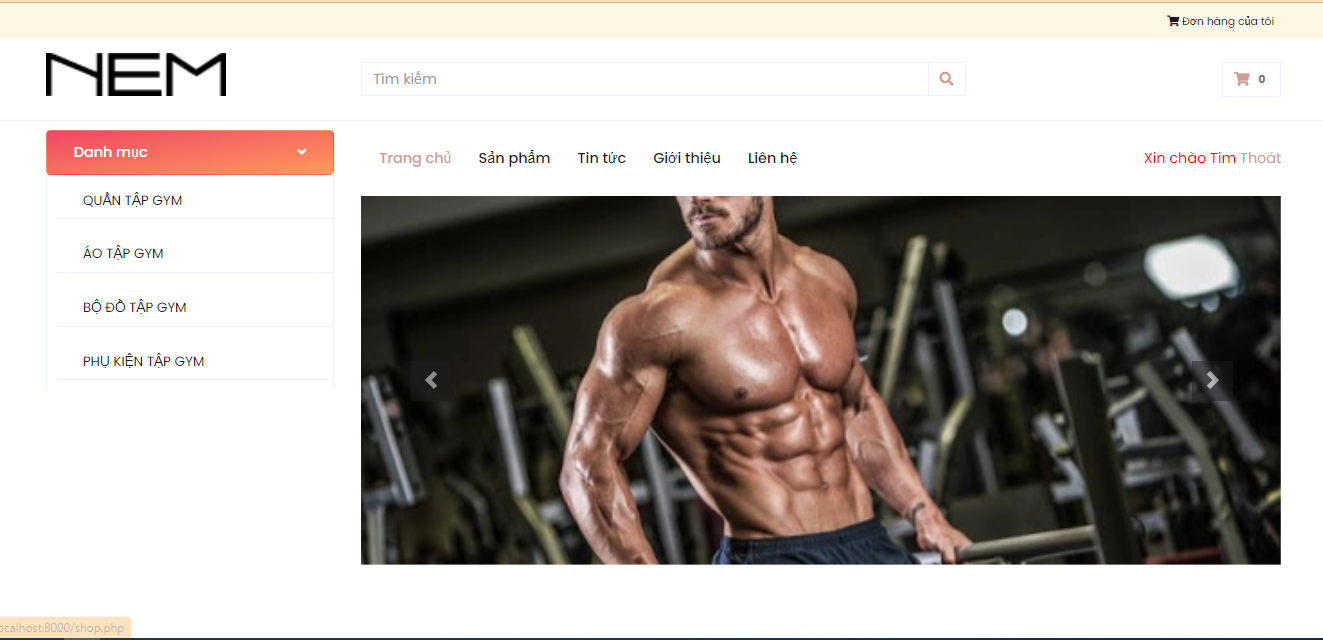 Đơn hàng của tôi
NEM
Tìm kiếm
0
Danh mục
Trang chủ Sản phẩm Tin tức Giới thiệu Liên hệ
Xin chào Tim Thoát
QUẦN TẬP GYM
ÁO TẬP GYM
BỘ ĐỒ TẬP GYM
PHỤ KIỆN TẬP GYM
ocalhost:8000/shop.php